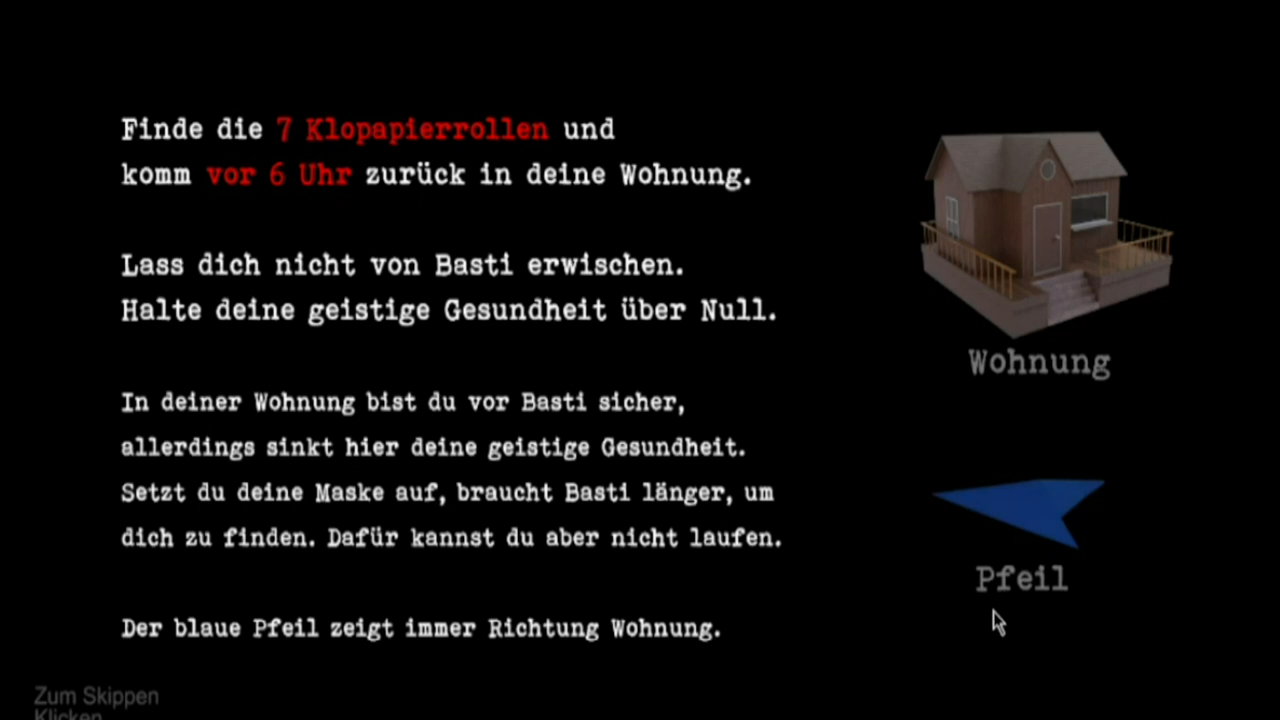 Finde die 7 Klopapierrollen und
komm vor 6 Uhr zurück in deine Wohnung.
Lass dich nicht von Basti erwischen.
Halte deine geistige Gesundheit über Null.
In deiner Wohnung bist du vor Basti sicher,
allerdings sinkt hier deine geistige Gesundheit.
Setzt du deine Maske auf, braucht Basti länger, um
dich zu finden. Dafür kannst du aber nicht laufen.
Der blaue Pfeil zeigt immer Richtung Wohnung.
Wohnung
Pfeil
Zum Skippen
Klicken